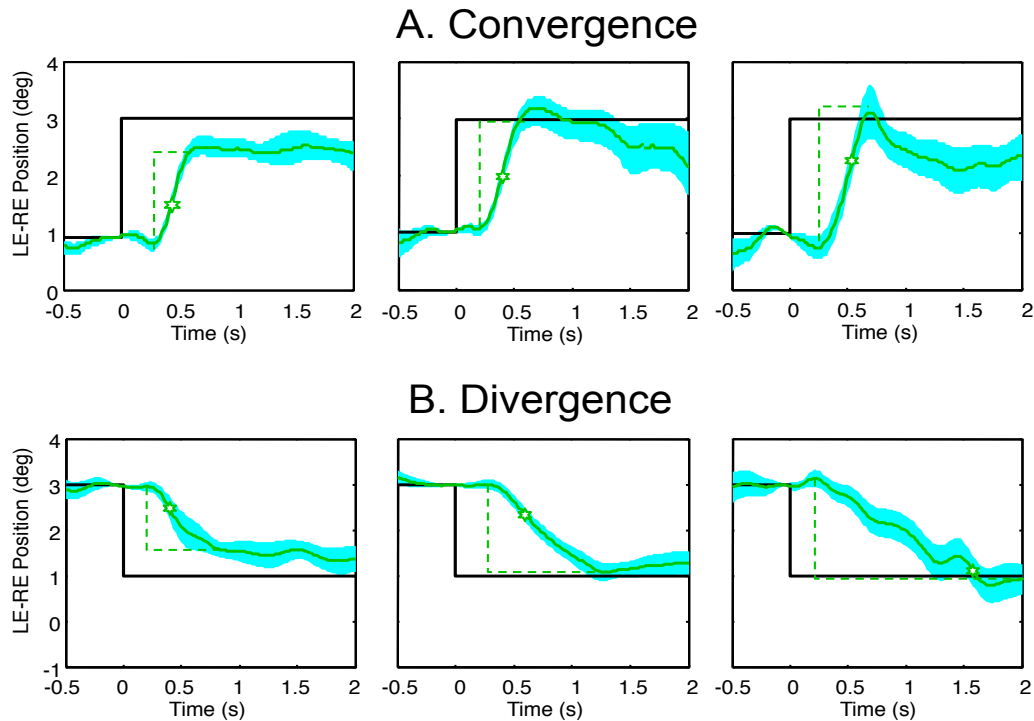 A. Convergence
LE-RE Position (deg)
4
3
2
1
0
-0.5 0 0.5 1 1.5 2
Time (s)
-0.5 0 0.5 1 1.5 2
Time (s)
-0.5 0 0.5 1 1.5 2
Time (s)
B. Divergence
LE-RE Position (deg)
4
3
2
1
0
-1
-0.5 0 0.5 1 1.5 2
Time (s)
-0.5 0 0.5 1 1.5 2
Time (s)
-0.5 0 0.5 1 1.5 2
Time (s)